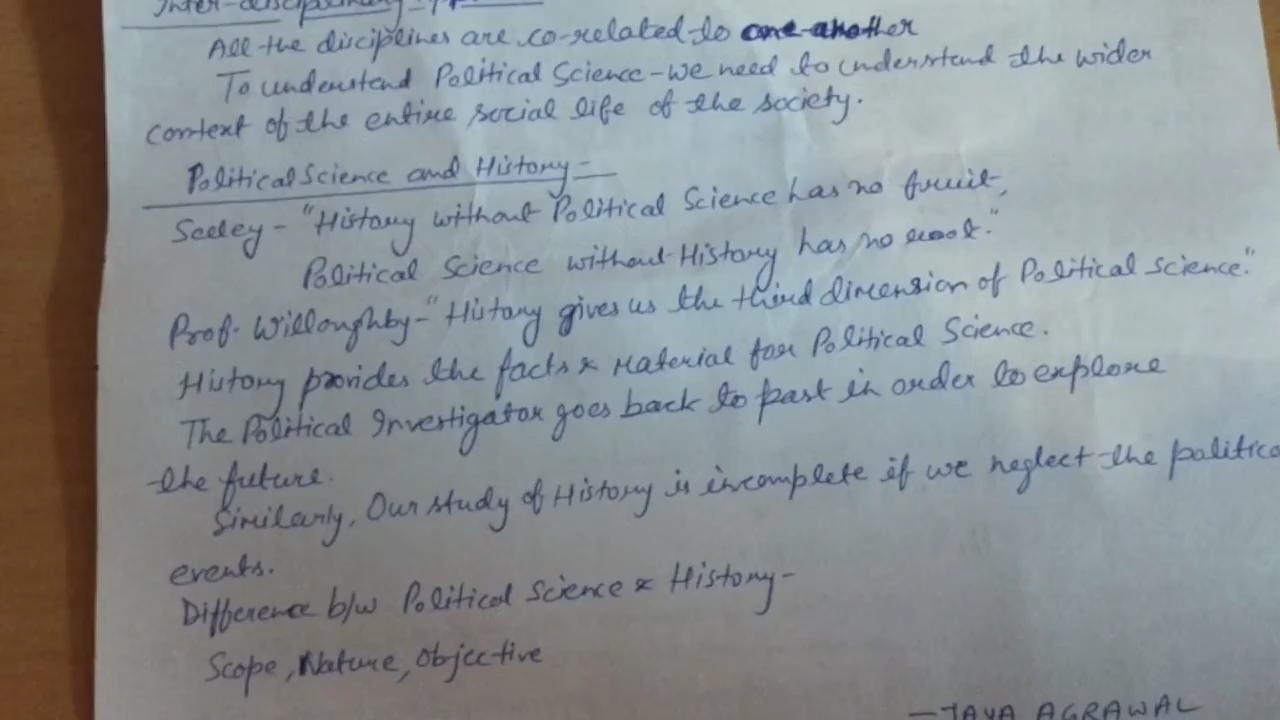 Inter-disciplinary
All the disciplines are co-related to one another
To understand Political Science - we need to understand the wider
context of the entire social life of the society.
Political Science and History -
Seeley - "History without Political Science has no fruit,
Political Science without History has no root."
Prof. Willoughby - "History gives us the third dimension of Political Science."
History provides the facts & material for Political Science.
The Political Investigator goes back to past in order to explore
the future.
Similarly, Our study of History is incomplete if we neglect the politica
events.
Difference b/w Political Science & History -
Scope, Nature, Objective
- JAYA AGRAWAL